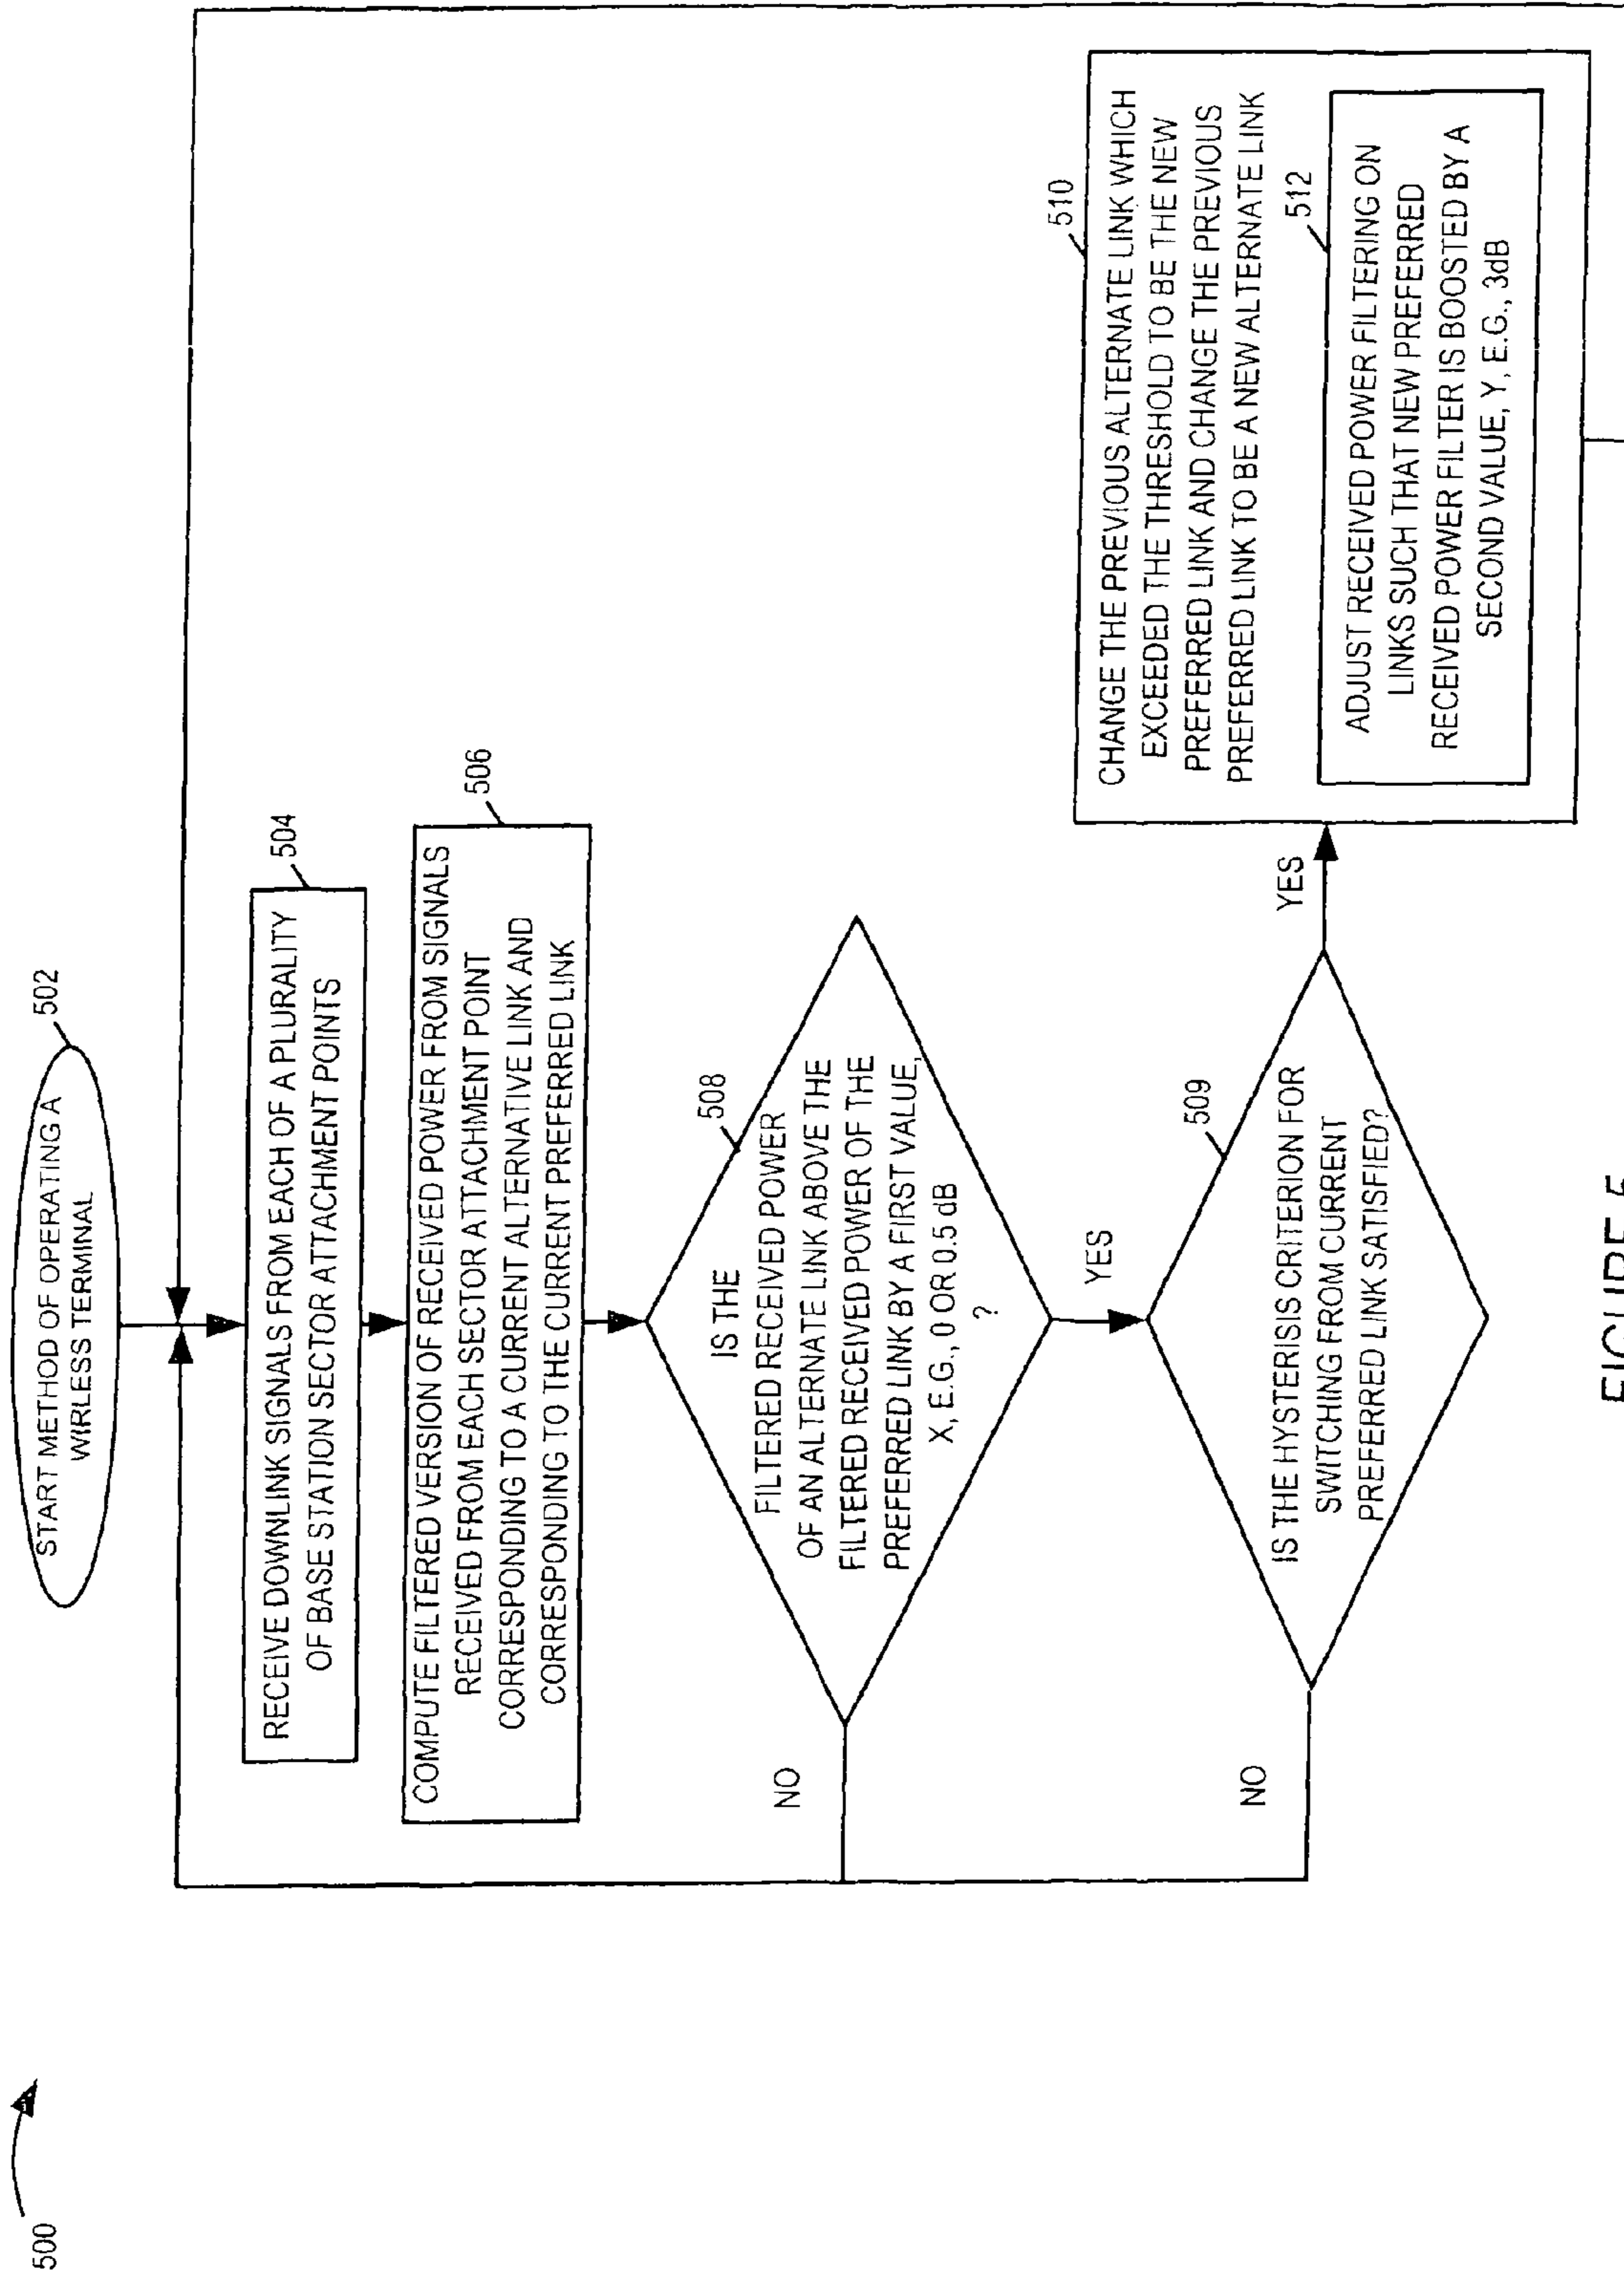 500
START METHOD OF OPERATING A
WIRLESS TERMINAL
502
RECEIVE DOWNLINK SIGNALS FROM EACH OF A PLURALITY
OF BASE STATION SECTOR ATTACHMENT POINTS
504
COMPUTE FILTERED VERSION OF RECEIVED POWER FROM SIGNALS
RECEIVED FROM EACH SECTOR ATTACHMENT POINT
CORRESPONDING TO A CURRENT ALTERNATIVE LINK AND
CORRESPONDING TO THE CURRENT PREFERRED LINK
506
IS THE
FILTERED RECEIVED POWER
OF AN ALTERNATE LINK ABOVE THE
FILTERED RECEIVED POWER OF THE
PREFERRED LINK BY A FIRST VALUE,
X, E.G., 0 OR 0.5 dB
?
508
NO
YES
IS THE HYSTERISIS CRITERION FOR
SWITCHING FROM CURRENT
PREFERRED LINK SATISFIED?
509
NO
YES
510
CHANGE THE PREVIOUS ALTERNATE LINK WHICH
EXCEEDED THE THRESHOLD TO BE THE NEW
PREFERRED LINK AND CHANGE THE PREVIOUS
PREFERRED LINK TO BE A NEW ALTERNATE LINK
512
ADJUST RECEIVED POWER FILTERING ON
LINKS SUCH THAT NEW PREFERRED
RECEIVED POWER FILTER IS BOOSTED BY A
SECOND VALUE, Y, E.G., 3dB
FIGURE 5